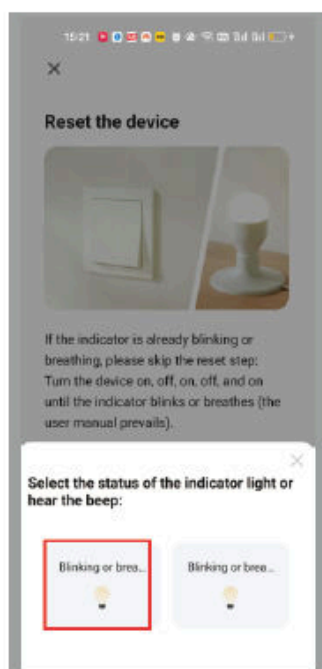 15:21
Reset the device
If the indicator is already blinking or
breathing, please skip the reset step:
Turn the device on, off, on, off, and on
until the indicator blinks or breathes (the
user manual prevails).
Select the status of the indicator light or
hear the beep:
Blinking or brea...
Blinking or brea...